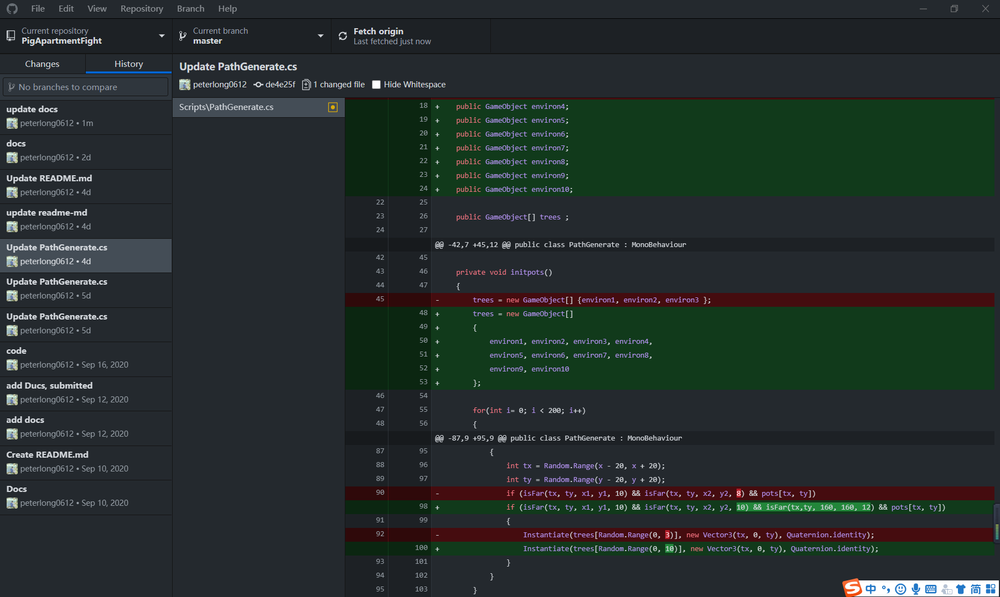 File Edit View Repository Branch Help
Current repository
PigApartmentFight
Current branch
master
Fetch origin
Last fetched just now
Changes
History
No branches to compare
update docs
peterlong0612 • 1m
docs
peterlong0612 • 2d
Update README.md
peterlong0612 • 4d
update readme-md
peterlong0612 • 4d
Update PathGenerate.cs
peterlong0612 • 4d
Update PathGenerate.cs
peterlong0612 • 5d
Update PathGenerate.cs
peterlong0612 • 5d
code
peterlong0612 • Sep 16, 2020
add Ducs, submitted
peterlong0612 • Sep 12, 2020
add docs
peterlong0612 • Sep 12, 2020
Create README.md
peterlong0612 • Sep 10, 2020
Docs
peterlong0612 • Sep 10, 2020
Update PathGenerate.cs
peterlong0612 de4e25f 1 changed file Hide Whitespace
Scripts\PathGenerate.cs
18 + public GameObject environ4;
19 + public GameObject environ5;
20 + public GameObject environ6;
21 + public GameObject environ7;
22 + public GameObject environ8;
23 + public GameObject environ9;
24 + public GameObject environ10;
22 25
23 26 public GameObject[] trees ;
24 27
@@ -42,7 +45,12 @@ public class PathGenerate : MonoBehaviour
42 45
43 46 private void initpots()
44 47 {
45 - trees = new GameObject[] {environ1, environ2, environ3 };
48 + trees = new GameObject[]
49 + {
50 + environ1, environ2, environ3, environ4,
51 + environ5, environ6, environ7, environ8,
52 + environ9, environ10
53 + };
46 54
47 55 for(int i= 0; i < 200; i++)
48 56 {
@@ -87,9 +95,9 @@ public class PathGenerate : MonoBehaviour
87 95 {
88 96 int tx = Random.Range(x - 20, x + 20);
89 97 int ty = Random.Range(y - 20, y + 20);
90 - if (isFar(tx, ty, x1, y1, 10) && isFar(tx, ty, x2, y2, 8) && pots[tx, ty])
98 + if (isFar(tx, ty, x1, y1, 10) && isFar(tx, ty, x2, y2, 10) && isFar(tx,ty, 160, 160, 12) && pots[tx, ty])
91 99 {
92 - Instantiate(trees[Random.Range(0, 3)], new Vector3(tx, 0, ty), Quaternion.identity);
100 + Instantiate(trees[Random.Range(0, 10)], new Vector3(tx, 0, ty), Quaternion.identity);
93 101 }
94 102 }
95 103 }
S 中 °, 简